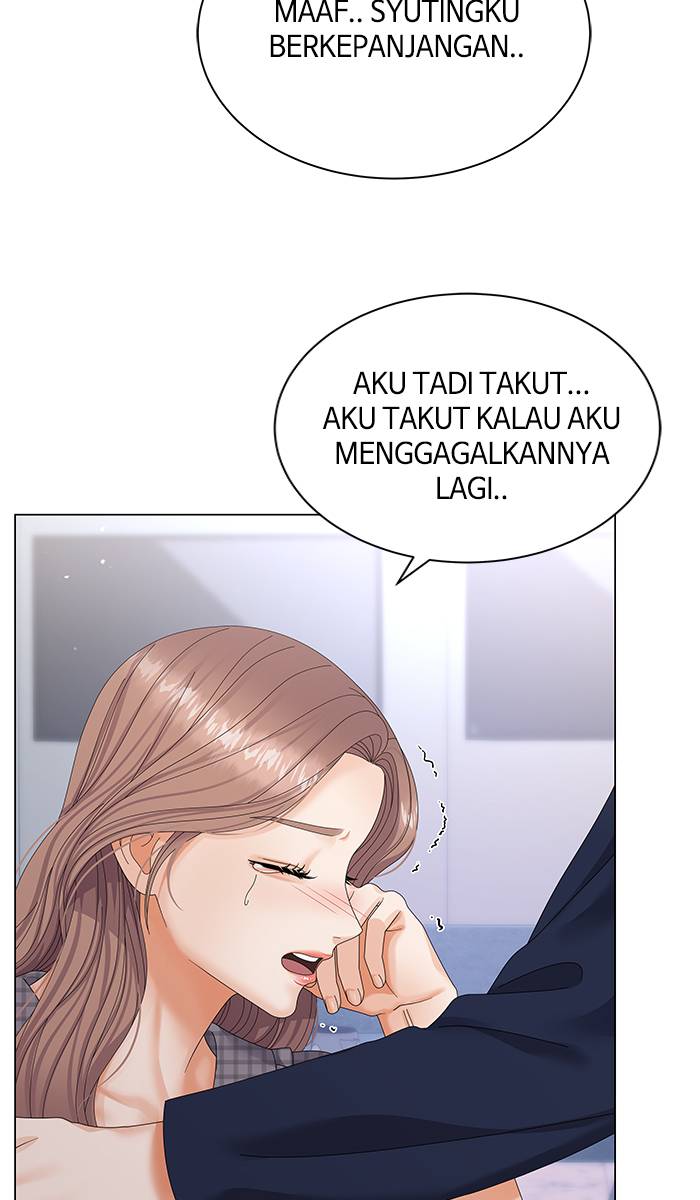 MAAF.. SYUTINGKU
BERKEPANJANGAN..
AKU TADI TAKUT...
AKU TAKUT KALAU AKU
MENGGAGALKANNYA
LAGI..